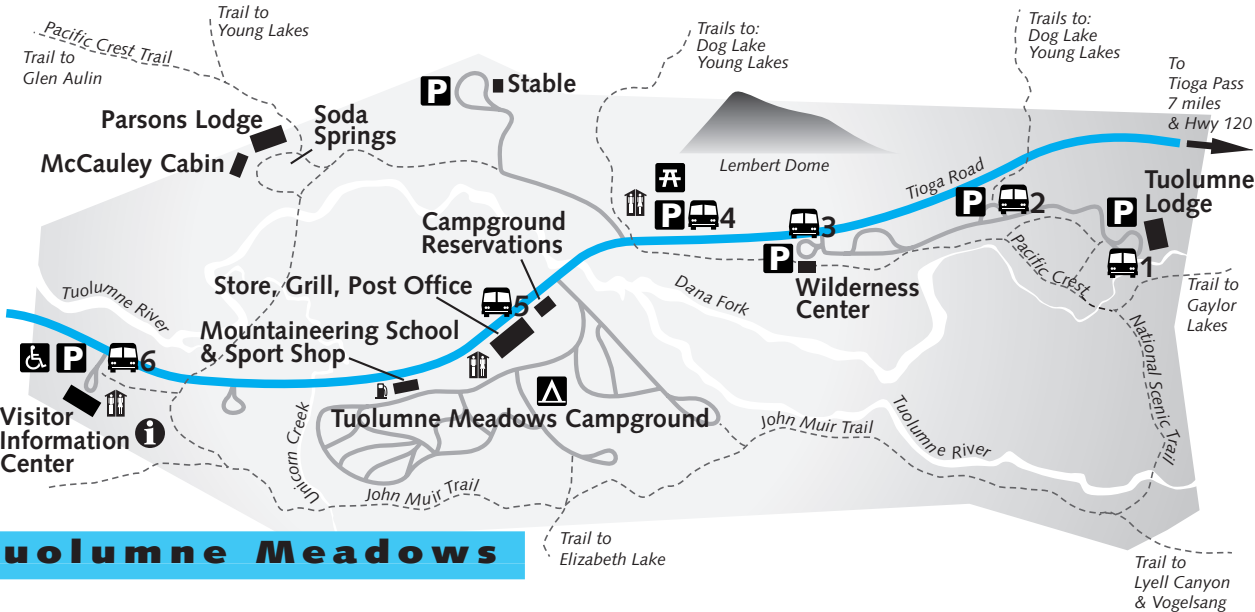 Trail to
Young Lakes
Pacific Crest Trail
Trail to
Glen Aulin
Trails to:
Dog Lake
Young Lakes
Trails to:
Dog Lake
Young Lakes
To
Tioga Pass
7 miles
& Hwy 120
P
Stable
Parsons Lodge
Soda
Springs
McCauley Cabin
Lembert Dome
Tioga Road
Tuolumne
Lodge
P
4
3
P
2
P
1
Campground
Reservations
P
Wilderness
Center
Pacific Crest
National Scenic Trail
Trail to
Gaylor
Lakes
Store, Grill, Post Office
5
Dana Fork
Tuolumne River
Mountaineering School
& Sport Shop
P
6
Visitor
Information
Center
i
Tuolumne Meadows Campground
Unicorn Creek
John Muir Trail
John Muir Trail
Tuolumne River
uolumne Meadows
Trail to
Elizabeth Lake
Trail to
Lyell Canyon
& Vogelsang